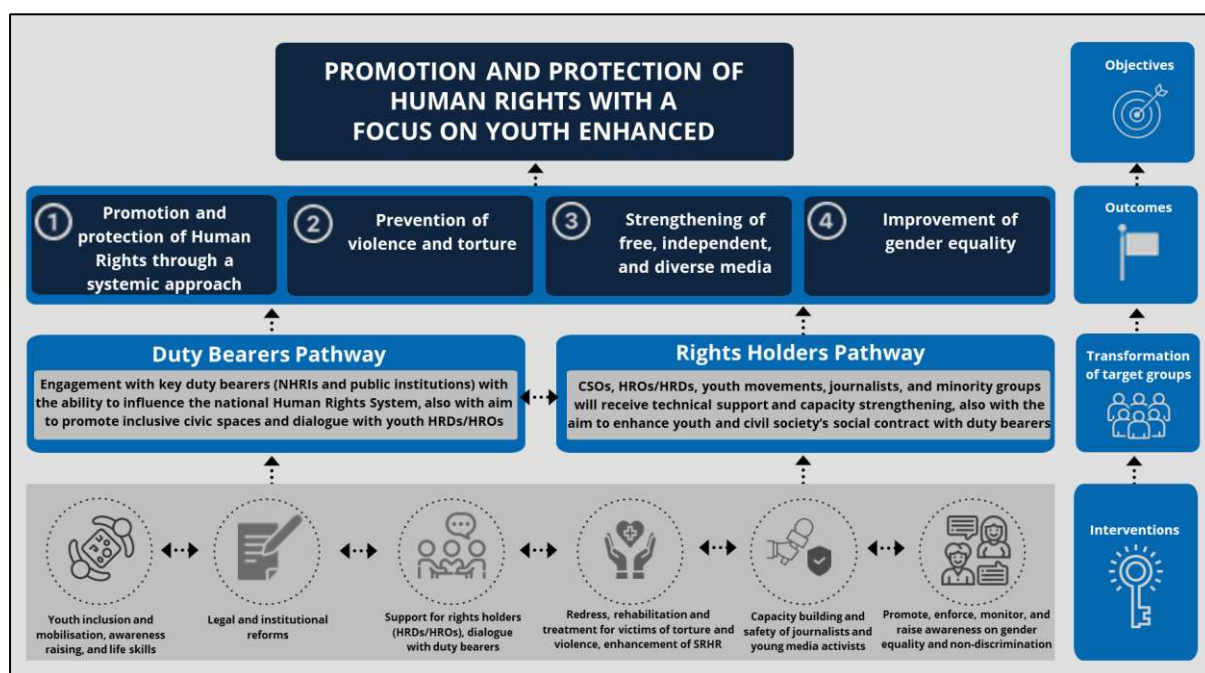 PROMOTION AND PROTECTION OF
HUMAN RIGHTS WITH A
FOCUS ON YOUTH ENHANCED
Objectives
1
Promotion and
protection of Human
Rights through a
systemic approach
2
Prevention of
violence and torture
3
Strengthening of
free, independent,
and diverse media
4
Improvement of
gender equality
Outcomes
Duty Bearers Pathway
Engagement with key duty bearers (NHRIs and public institutions) with
the ability to influence the national Human Rights System, also with aim
to promote inclusive civic spaces and dialogue with youth HRDs/HROs
Rights Holders Pathway
CSOs, HROs/HRDs, youth movements, journalists, and minority groups
will receive technical support and capacity strengthening, also with the
aim to enhance youth and civil society's social contract with duty bearers
Transformation
of target groups
Youth inclusion and
mobilisation, awareness
raising, and life skills
Legal and institutional
reforms
Support for rights holders
(HRDs/HROs), dialogue
with duty bearers
Redress, rehabilitation and
treatment for victims of torture and
violence, enhancement of SRHR
Capacity building and
safety of journalists and
young media activists
Promote, enforce, monitor, and
raise awareness on gender
equality and non-discrimination
Interventions